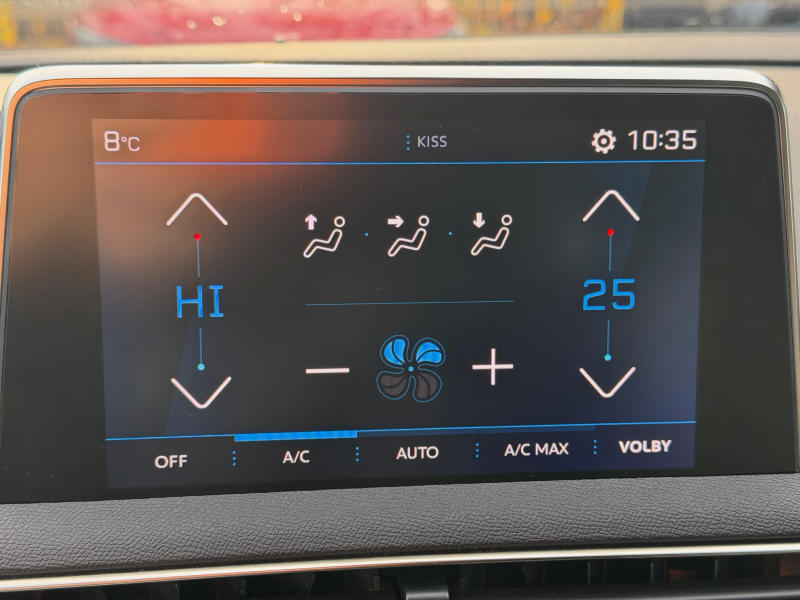 8°C KISS 10:35
HI 25
OFF A/C AUTO A/C MAX VOLBY